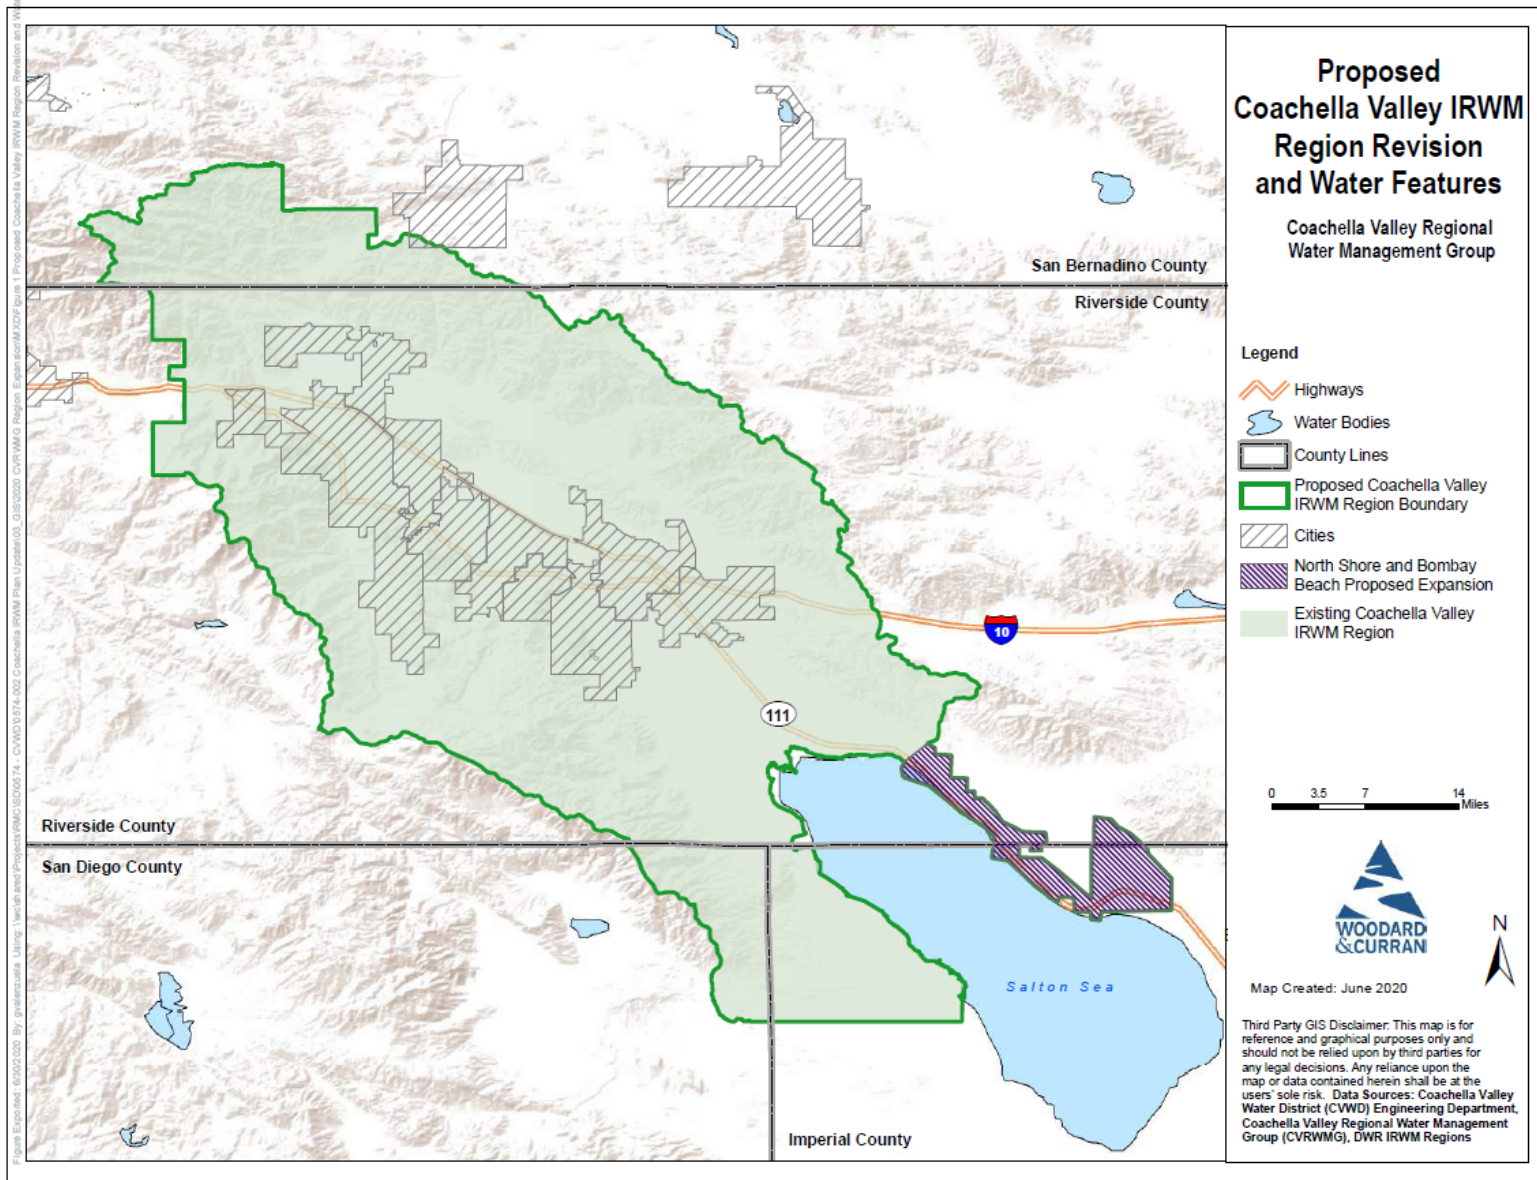 Proposed
Coachella Valley IRWM
Region Revision
and Water Features
Coachella Valley Regional
Water Management Group
San Bernadino County
Riverside County
10
111
Riverside County
San Diego County
Salton Sea
Imperial County
Legend
Highways
Water Bodies
County Lines
Proposed Coachella Valley
IRWM Region Boundary
Cities
North Shore and Bombay
Beach Proposed Expansion
Existing Coachella Valley
IRWM Region
0 3.5 7 14
Miles
WOODARD
&CURRAN
N
Map Created: June 2020
Third Party GIS Disclaimer: This map is for
reference and graphical purposes only and
should not be relied upon by third parties for
any legal decisions. Any reliance upon the
map or data contained herein shall be at the
users' sole risk. Data Sources: Coachella Valley
Water District (CVWD) Engineering Department,
Coachella Valley Regional Water Management
Group (CVRWMG), DWR IRWM Regions